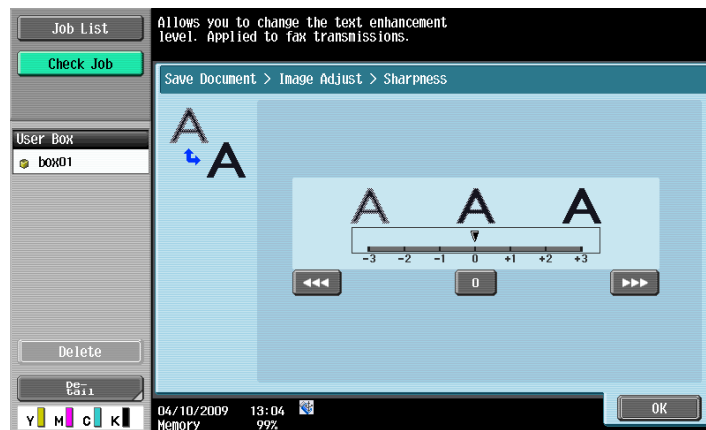 Job List
Check Job
Allows you to change the text enhancement
level. Applied to fax transmissions.
Save Document > Image Adjust > Sharpness
User Box
box01
A
A
A A A
-3 -2 -1 0 +1 +2 +3
0
Delete
De-
tail
Y M C K
04/10/2009 13:04
Memory 99%
OK